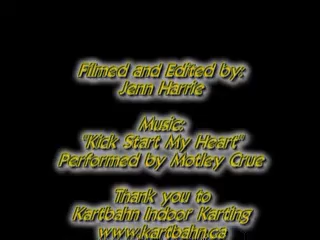 Filmed and Edited by:
Jenn Harrie
Music:
"Kick Start My Heart"
Performed by Motley Crue
Thank you to
Kartbahn Indoor Karting
www.kartbahn.ca